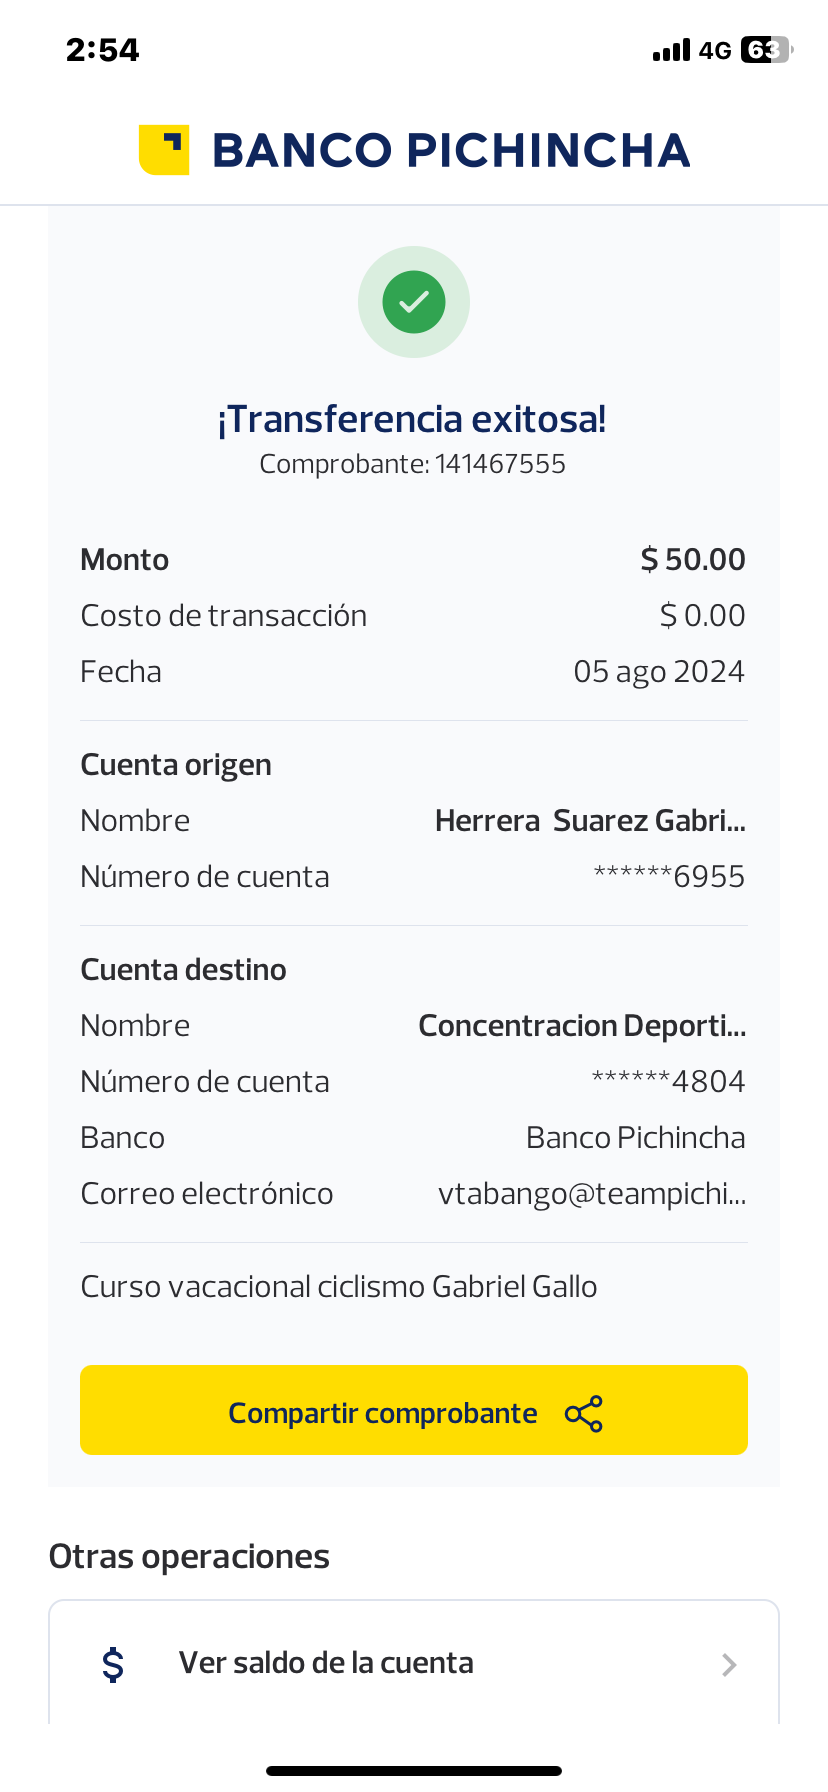 2:54 4G 63
BANCO PICHINCHA
¡Transferencia exitosa!
Comprobante: 141467555
Monto $ 50.00
Costo de transacción $ 0.00
Fecha 05 ago 2024
Cuenta origen
Nombre Herrera  Suarez Gabri...
Número de cuenta ******6955
Cuenta destino
Nombre Concentracion Deporti...
Número de cuenta ******4804
Banco Banco Pichincha
Correo electrónico vtabango@teampichi...
Curso vacacional ciclismo Gabriel Gallo
Compartir comprobante
Otras operaciones
$ Ver saldo de la cuenta